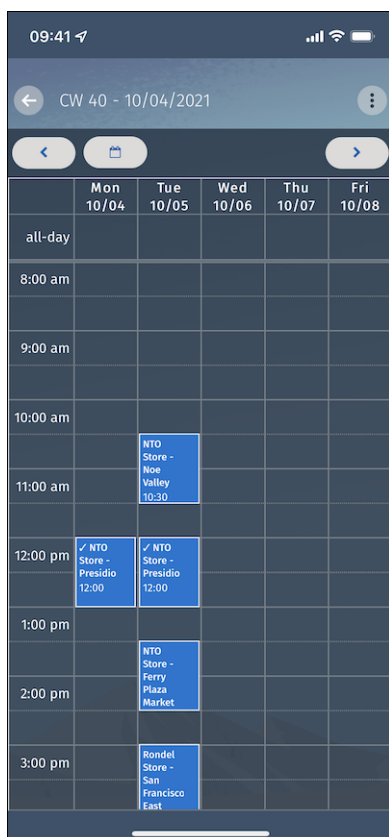 09:41
CW 40 - 10/04/2021
Mon Tue Wed Thu Fri
10/04 10/05 10/06 10/07 10/08
all-day
8:00 am
9:00 am
10:00 am
NTO
Store -
Noe
Valley
10:30
11:00 am
12:00 pm
✓ NTO
Store -
Presidio
12:00
✓ NTO
Store -
Presidio
12:00
1:00 pm
NTO
Store -
Ferry
Plaza
Market
2:00 pm
3:00 pm
Rondel
Store -
San
Francisco
East